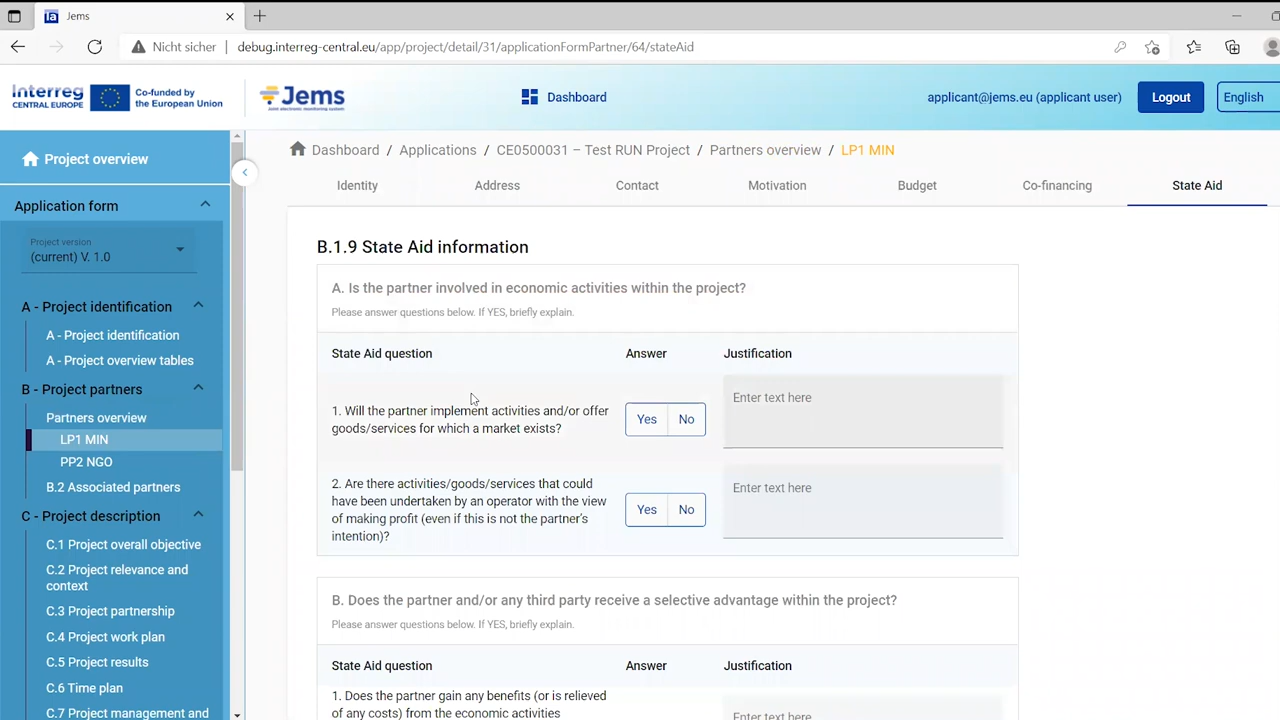 Jems
Nicht sicher
debug.interreg-central.eu/app/project/detail/31/applicationFormPartner/64/stateAid
Interreg
CENTRAL EUROPE
Co-funded by
the European Union
Jems
Joint electronic monitoring system
Dashboard
applicant@jems.eu (applicant user)
Logout
English
Project overview
Application form
Project version
(current) V. 1.0
A - Project identification
A - Project identification
A - Project overview tables
B - Project partners
Partners overview
LP1 MIN
PP2 NGO
B.2 Associated partners
C - Project description
C.1 Project overall objective
C.2 Project relevance and
context
C.3 Project partnership
C.4 Project work plan
C.5 Project results
C.6 Time plan
C.7 Project management and
Dashboard / Applications / CE0500031 – Test RUN Project / Partners overview / LP1 MIN
Identity
Address
Contact
Motivation
Budget
Co-financing
State Aid
B.1.9 State Aid information
A. Is the partner involved in economic activities within the project?
Please answer questions below. If YES, briefly explain.
State Aid question
Answer
Justification
1. Will the partner implement activities and/or offer
goods/services for which a market exists?
Yes
No
Enter text here
2. Are there activities/goods/services that could
have been undertaken by an operator with the view
of making profit (even if this is not the partner's
intention)?
Yes
No
Enter text here
B. Does the partner and/or any third party receive a selective advantage within the project?
Please answer questions below. If YES, briefly explain.
State Aid question
Answer
Justification
1. Does the partner gain any benefits (or is relieved
of any costs) from the economic activities
Enter text here